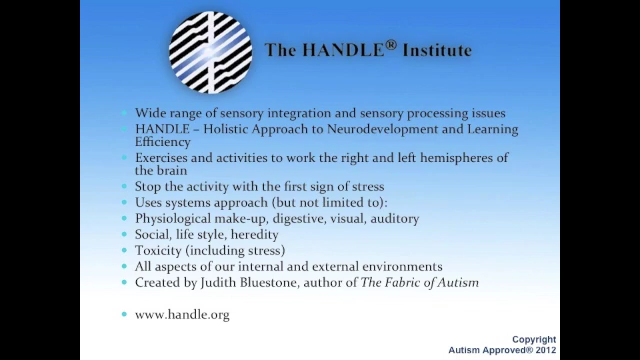 The HANDLE® Institute
• Wide range of sensory integration and sensory processing issues
• HANDLE – Holistic Approach to Neurodevelopment and Learning
Efficiency
• Exercises and activities to work the right and left hemispheres of
the brain
• Stop the activity with the first sign of stress
• Uses systems approach (but not limited to):
• Physiological make-up, digestive, visual, auditory
• Social, life style, heredity
• Toxicity (including stress)
• All aspects of our internal and external environments
• Created by Judith Bluestone, author of The Fabric of Autism
• www.handle.org
Copyright
Autism Approved® 2012